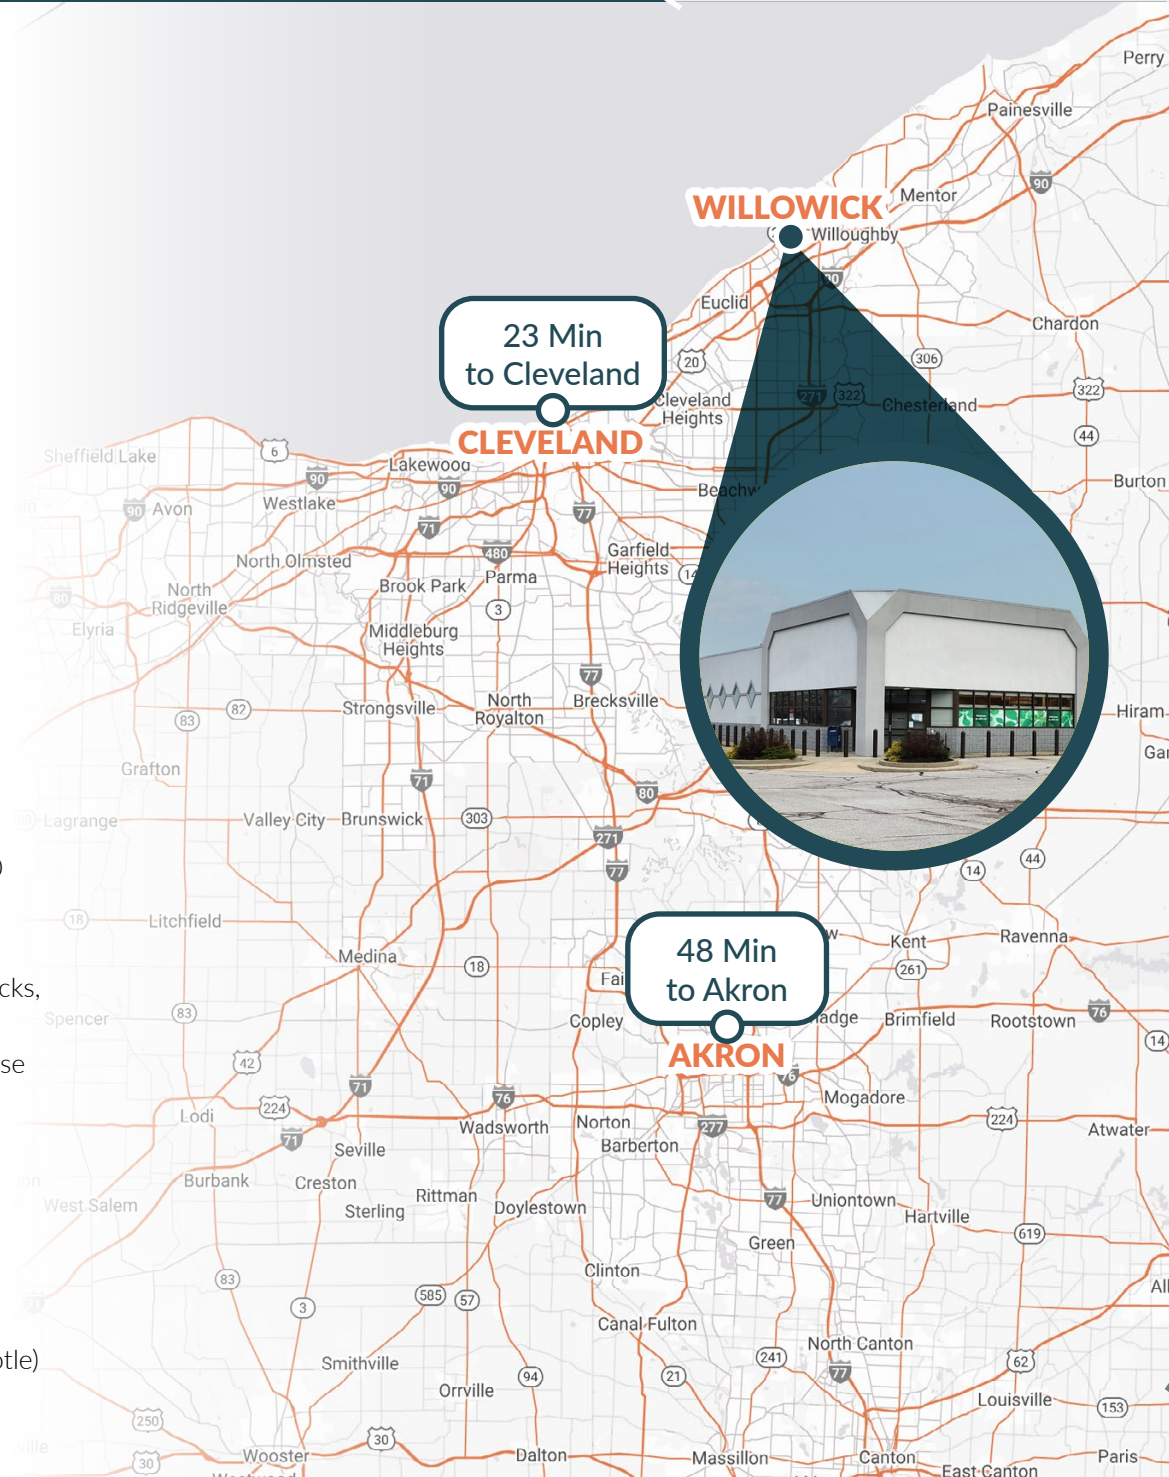 Perry
Painesville
90
Mentor
WILLOWICK
Willoughby
90
Euclid
Chardon
23 Min
to Cleveland
20
306
322
271
322
Chesterland
Cleveland
Heights
44
CLEVELAND
6
Sheffield Lake
Lakewood
90
90
Westlake
Burton
90
Avon
77
71
480
Garfield
Heights
North Olmsted
14
Brook Park
Parma
North
Ridgeville
80
3
Elyria
Middleburg
Heights
77
North
Royalton
Brecksville
Strongsville
82
83
Hiram
Grafton
71
80
Lagrange
Valley City
Brunswick
303
271
77
14
44
18
Litchfield
Medina
18
Kent
Ravenna
261
48 Min
to Akron
cks,
83
Spencer
Copley
Brimfield
Rootstown
76
14
AKRON
76
se
42
71
76
Mogadore
224
Lodi
224
Wadsworth
Norton
277
Atwater
71
Seville
Barberton
Burbank
Creston
Rittman
Doylestown
77
Uniontown
West Salem
Sterling
Hartville
619
Green
83
Clinton
585
57
3
71
Canal Fulton
North Canton
241
62
Smithville
94
21
77
Orrville
Louisville
153
250
30
30
Wooster
Dalton
Massillon
Canton
East Canton
Paris